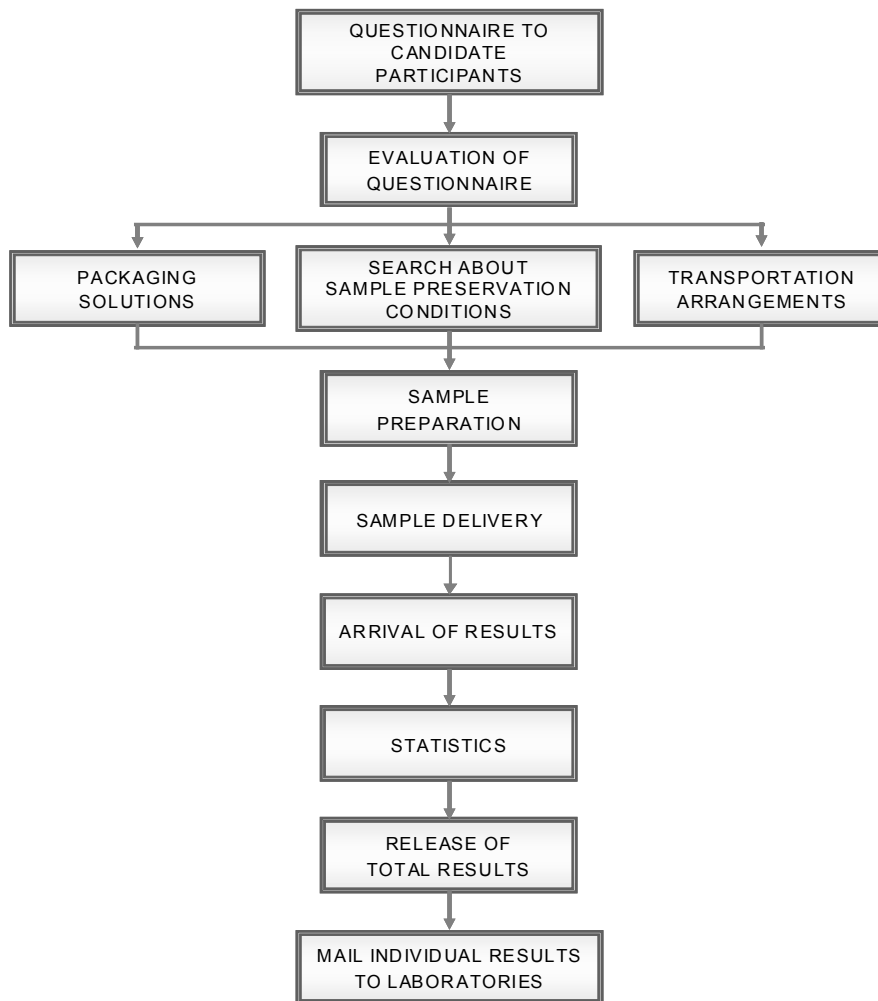 QUESTIONNAIRE TO
CANDIDATE
PARTICIPANTS
EVALUATION OF
QUESTIONNAIRE
PACKAGING
SOLUTIONS
SEARCH ABOUT
SAMPLE PRESERVATION
CONDITIONS
TRANSPORTATION
ARRANGEMENTS
SAMPLE
PREPARATION
SAMPLE DELIVERY
ARRIVAL OF RESULTS
STATISTICS
RELEASE OF
TOTAL RESULTS
MAIL INDIVIDUAL RESULTS
TO LABORATORIES